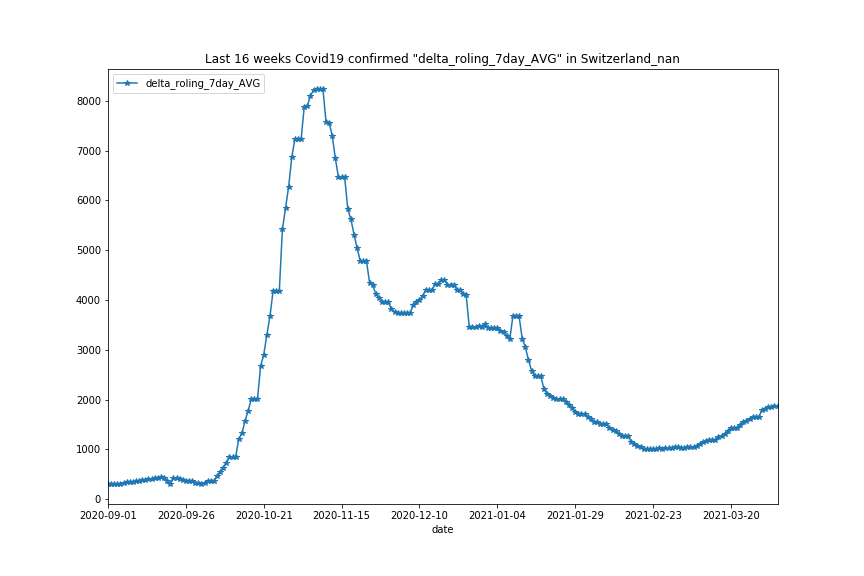 Last 16 weeks Covid19 confirmed "delta_roling_7day_AVG" in Switzerland_nan
delta_roling_7day_AVG
8000
7000
6000
5000
4000
3000
2000
1000
0
2020-09-01 2020-09-26 2020-10-21 2020-11-15 2020-12-10 2021-01-04 2021-01-29 2021-02-23 2021-03-20
date